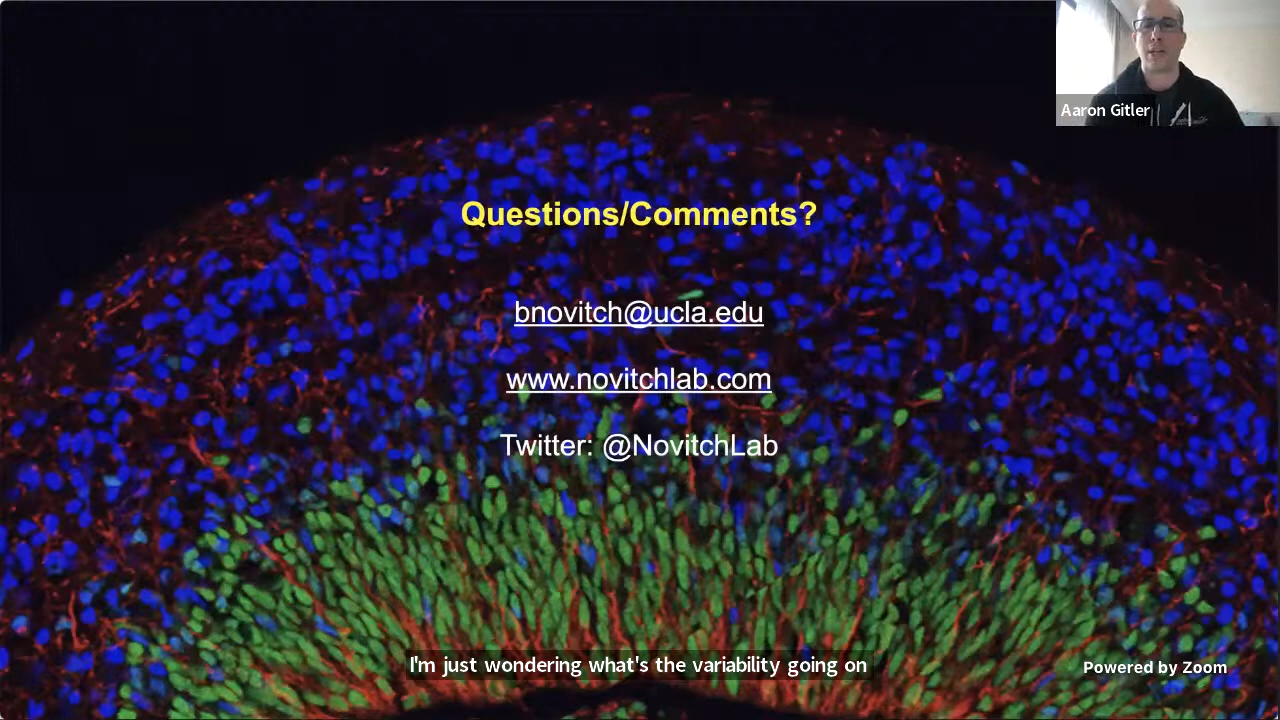 Aaron Gitler
Questions/Comments?
bnovitch@ucla.edu
www.novitchlab.com
Twitter: @NovitchLab
I'm just wondering what's the variability going on
Powered by Zoom